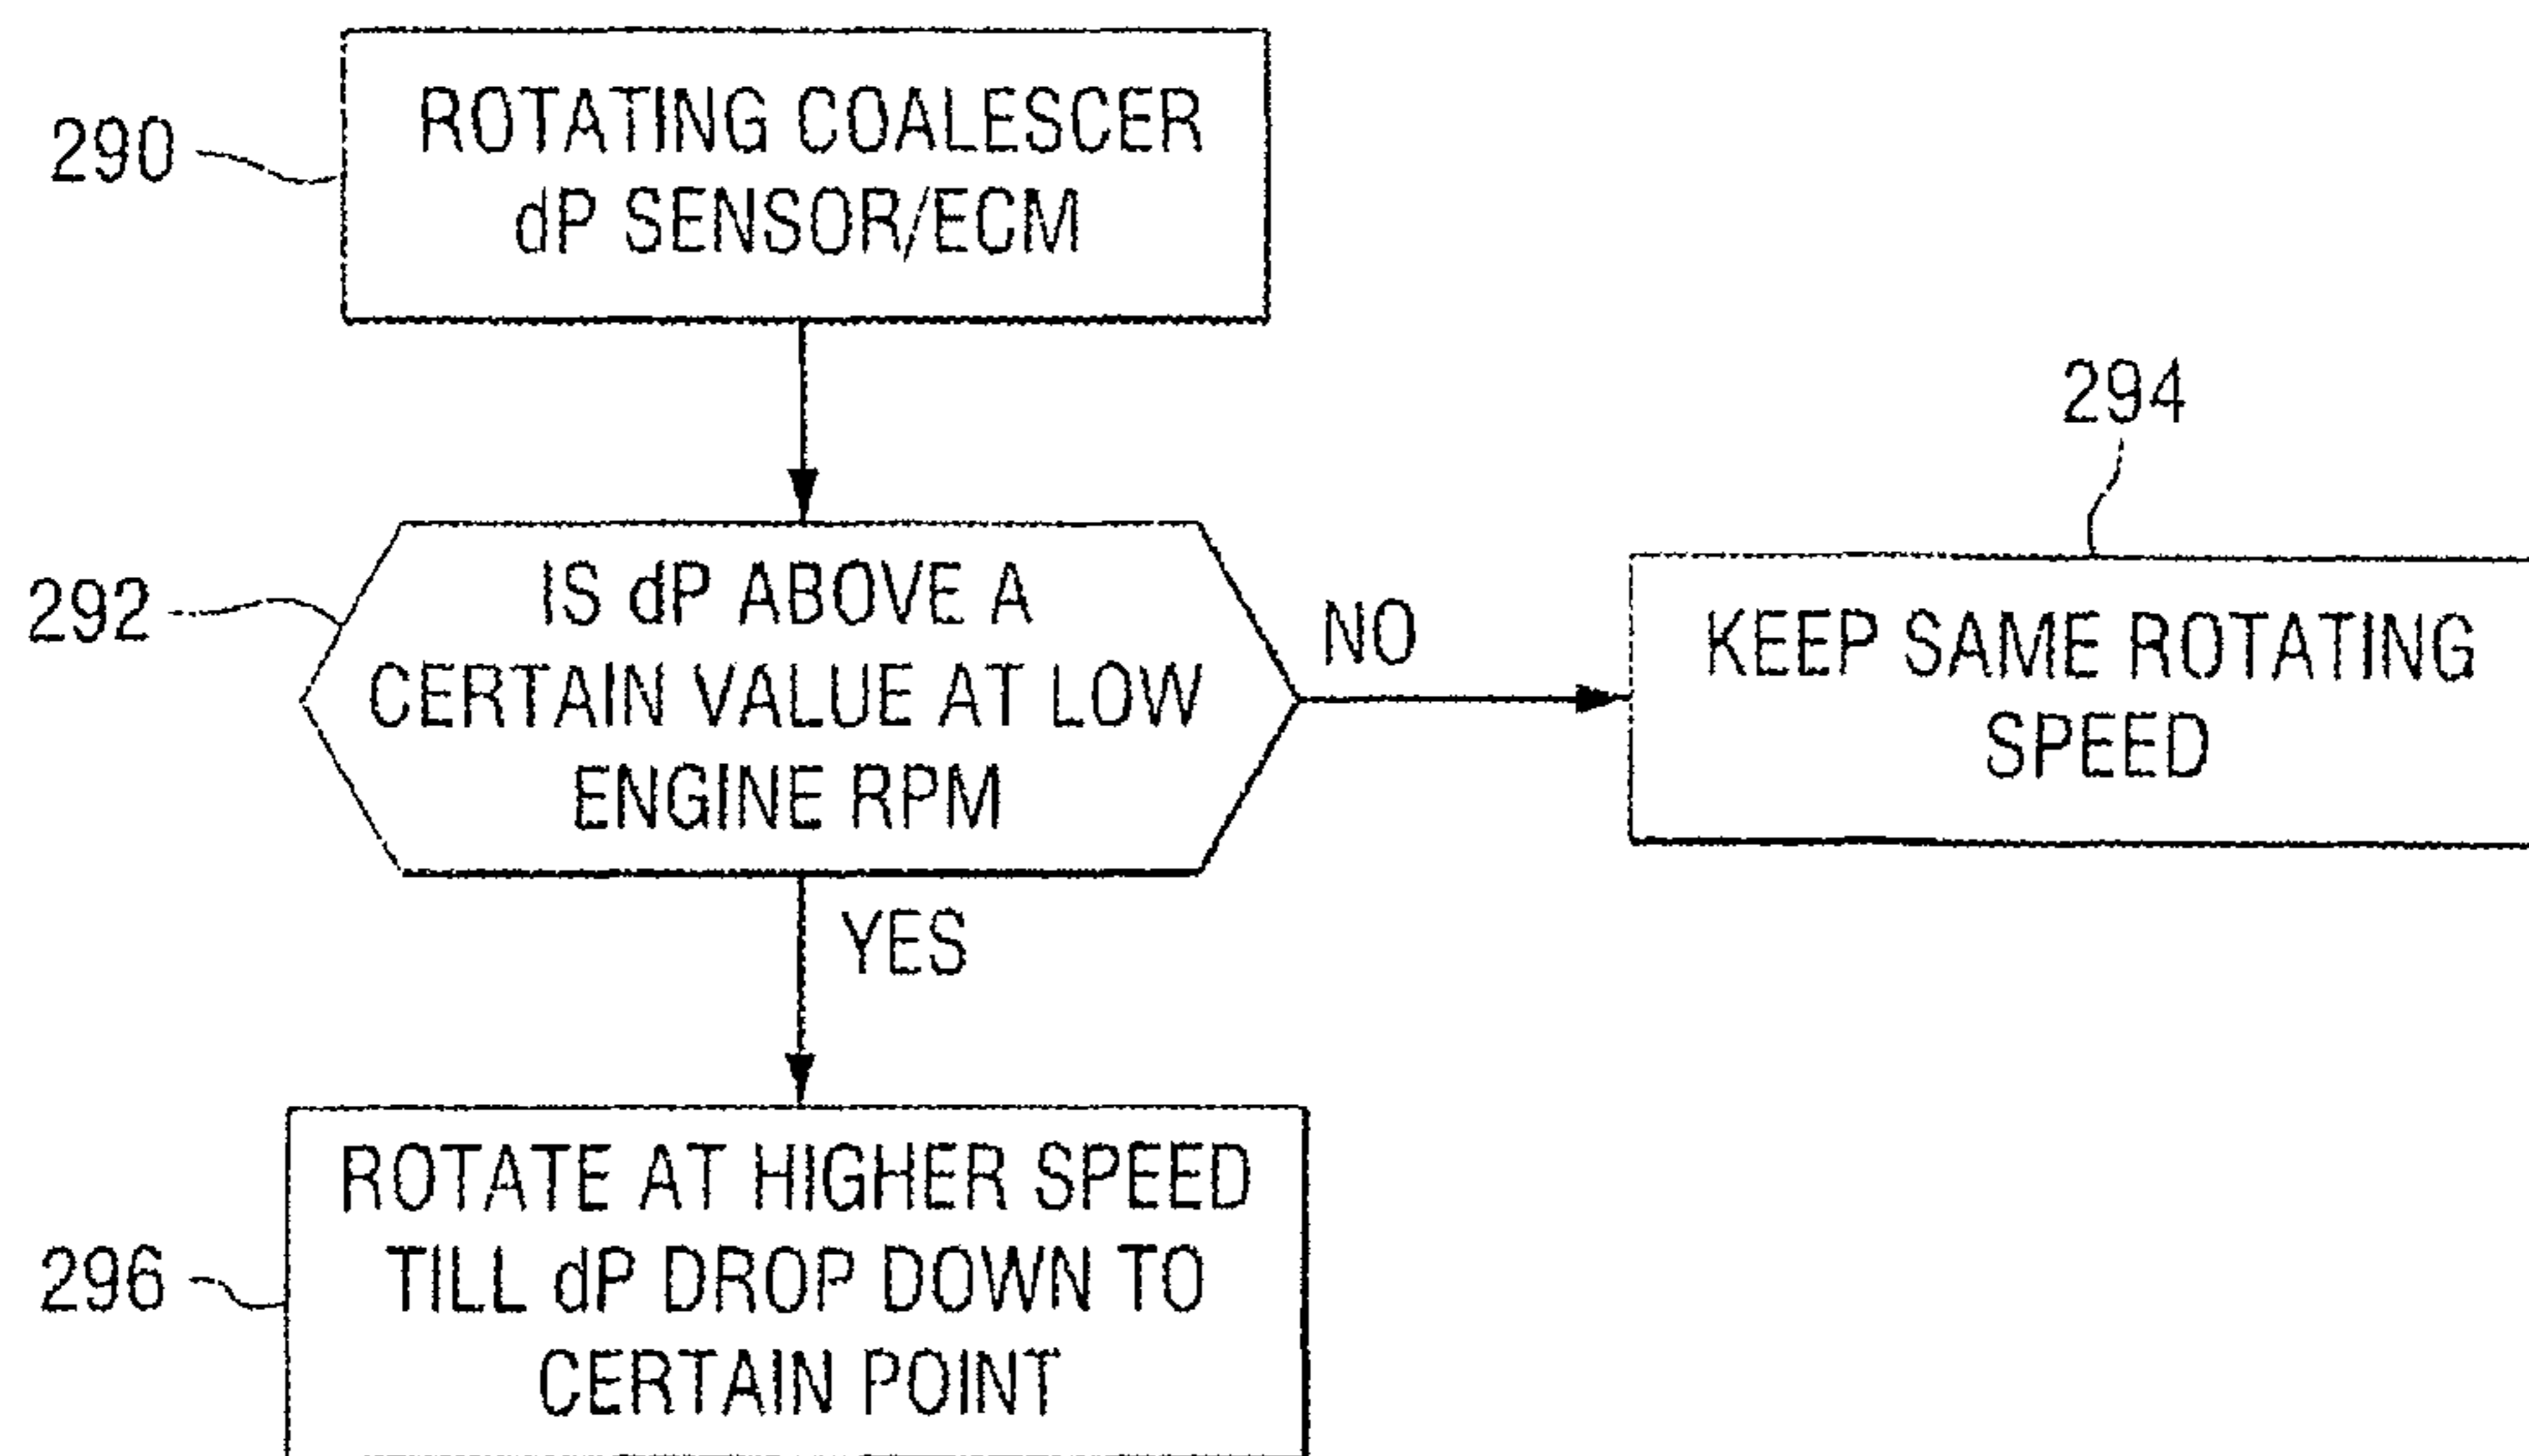 290
ROTATING COALESCER
dP SENSOR/ECM
292
IS dP ABOVE A
CERTAIN VALUE AT LOW
ENGINE RPM
NO
294
KEEP SAME ROTATING
SPEED
YES
296
ROTATE AT HIGHER SPEED
TILL dP DROP DOWN TO
CERTAIN POINT